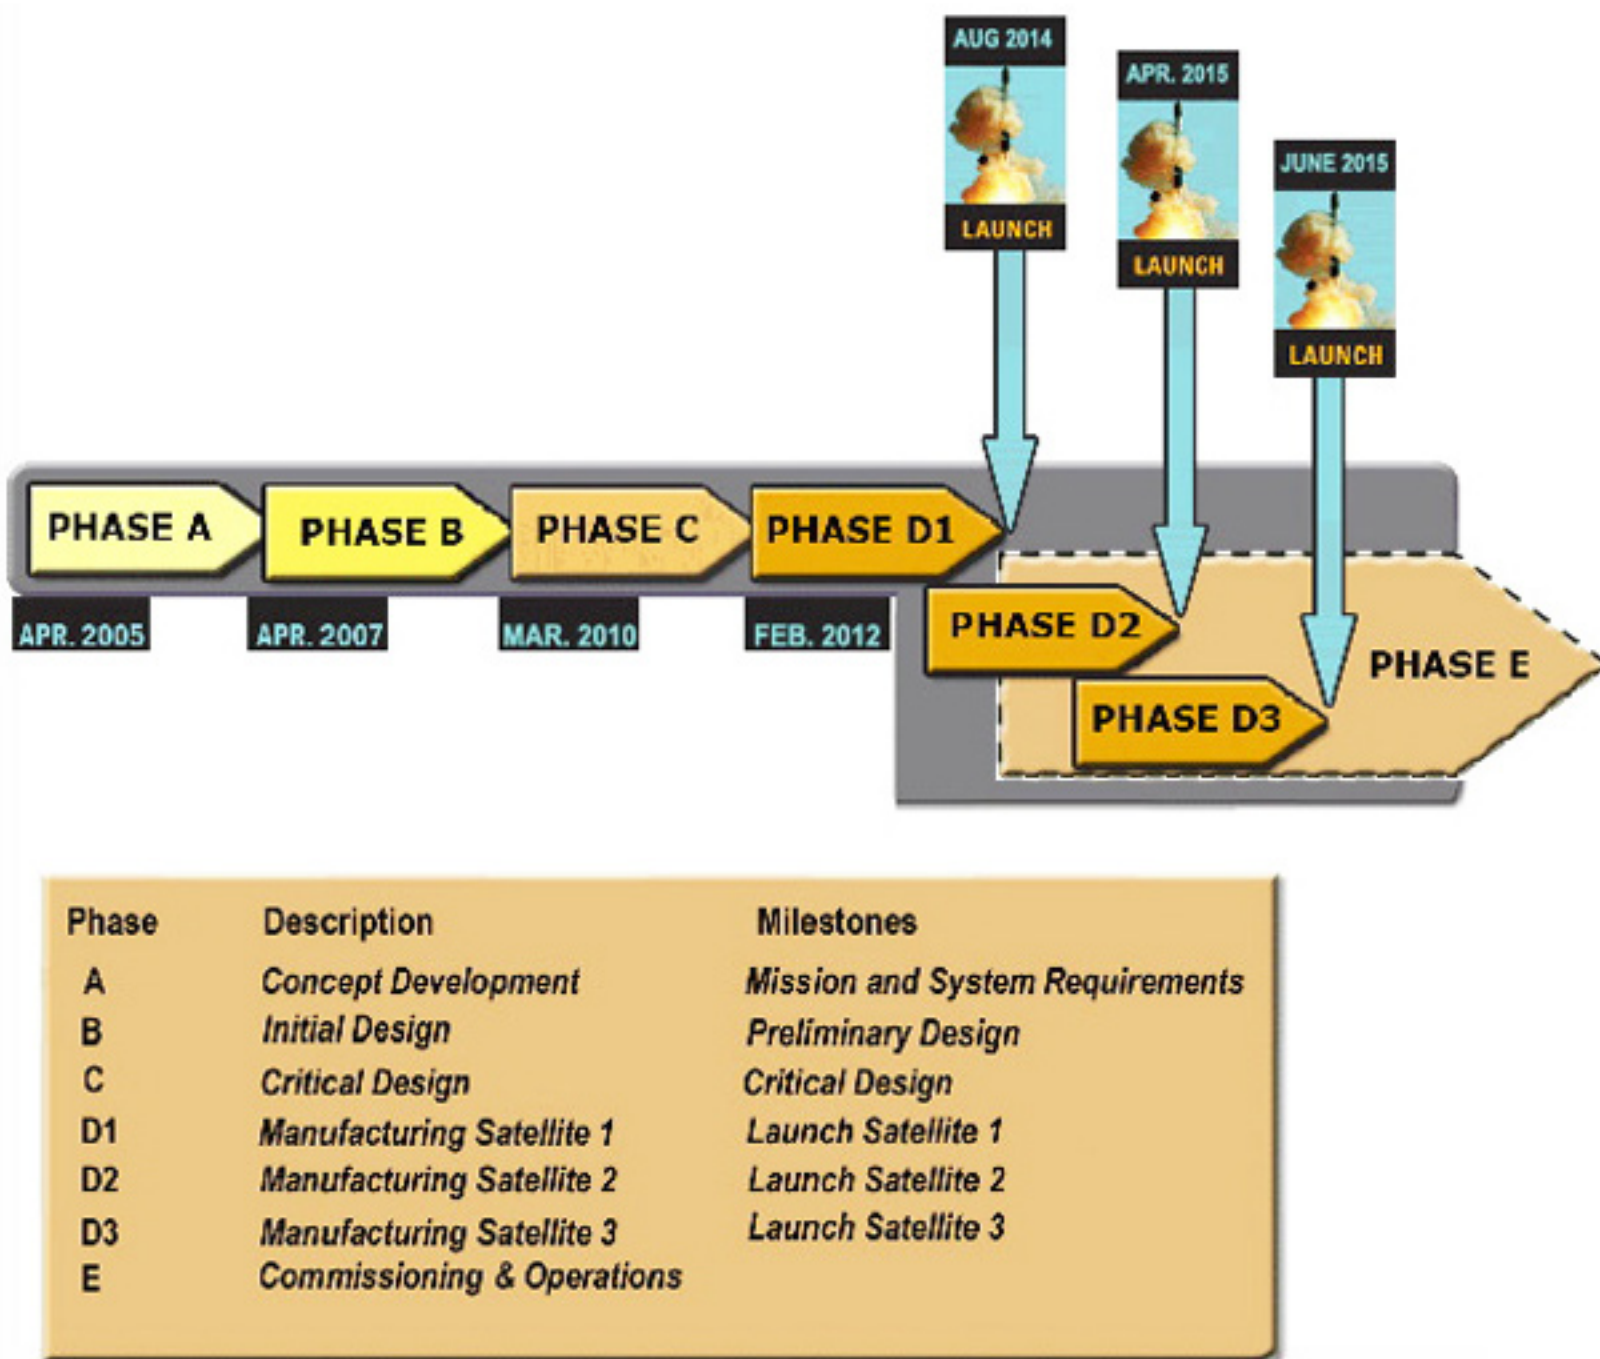 AUG 2014
LAUNCH
APR. 2015
LAUNCH
JUNE 2015
LAUNCH
PHASE A
PHASE B
PHASE C
PHASE D1
APR. 2005
APR. 2007
MAR. 2010
FEB. 2012
PHASE D2
PHASE E
PHASE D3
Phase Description Milestones
A Concept Development Mission and System Requirements
B Initial Design Preliminary Design
C Critical Design Critical Design
D1 Manufacturing Satellite 1 Launch Satellite 1
D2 Manufacturing Satellite 2 Launch Satellite 2
D3 Manufacturing Satellite 3 Launch Satellite 3
E Commissioning & Operations